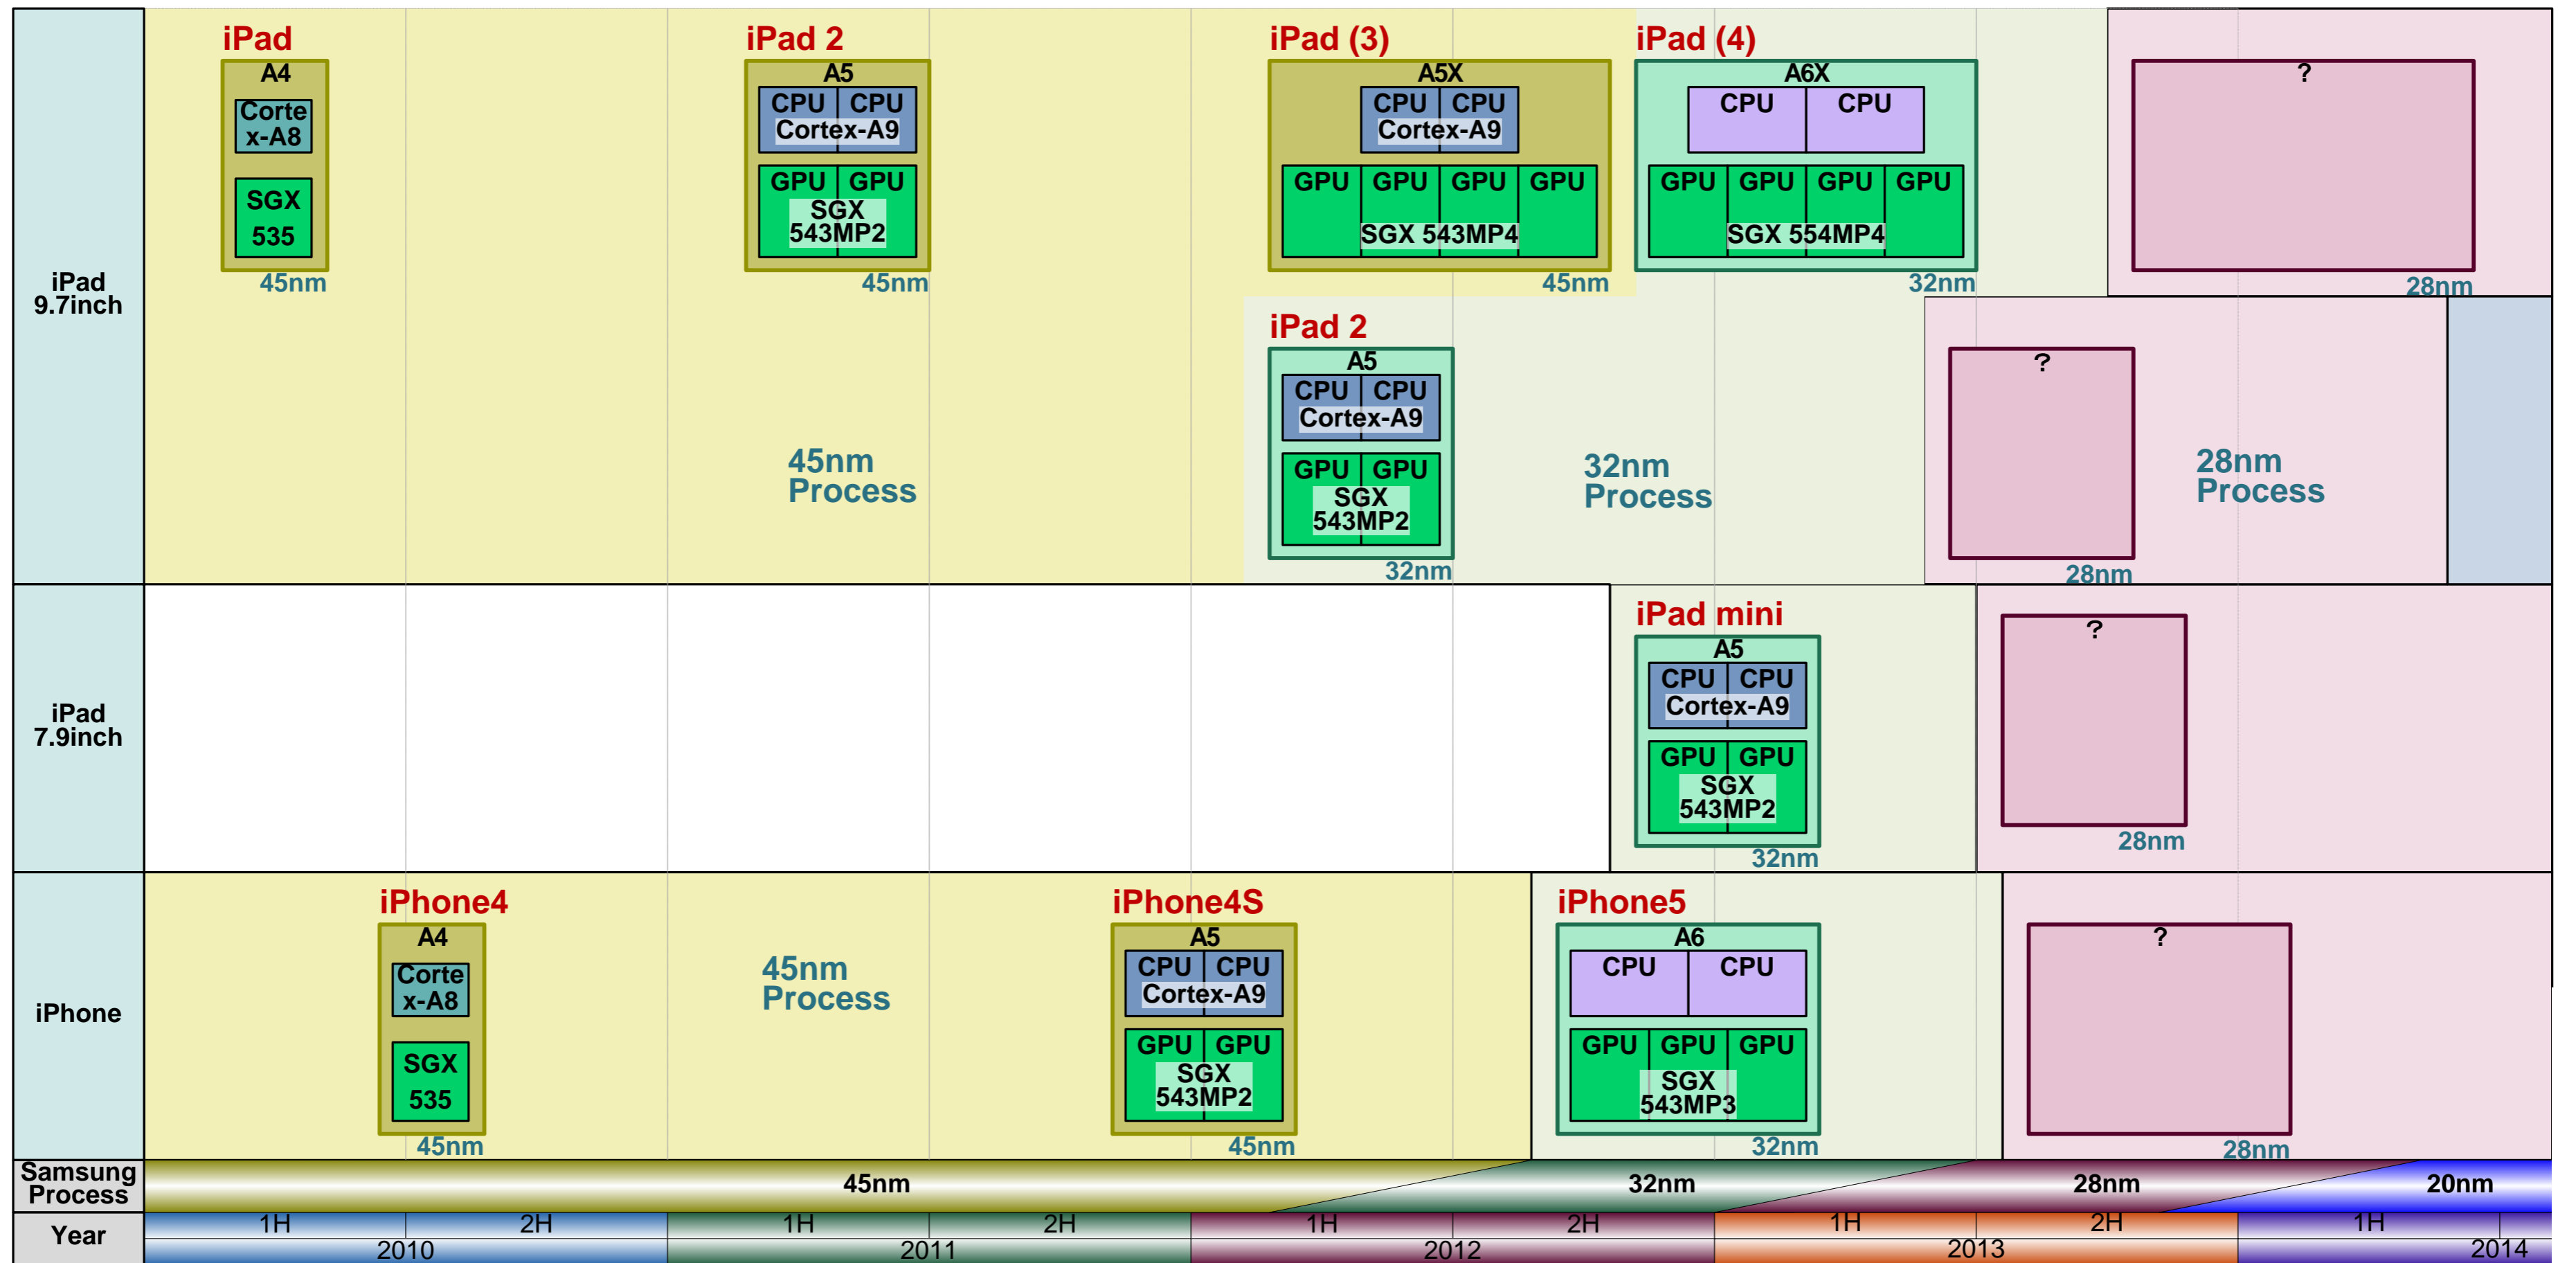 iPad
9.7inch
iPad
A4
Corte
x-A8
SGX
535
45nm
iPad 2
A5
CPU CPU
Cortex-A9
GPU GPU
SGX
543MP2
45nm
iPad (3)
A5X
CPU CPU
Cortex-A9
GPU GPU GPU GPU
SGX 543MP4
45nm
iPad (4)
A6X
CPU CPU
GPU GPU GPU GPU
SGX 554MP4
32nm
?
28nm
45nm
Process
iPad 2
A5
CPU CPU
Cortex-A9
GPU GPU
SGX
543MP2
32nm
32nm
Process
?
28nm
28nm
Process
iPad
7.9inch
iPad mini
A5
CPU CPU
Cortex-A9
GPU GPU
SGX
543MP2
32nm
?
28nm
iPhone
iPhone4
A4
Corte
x-A8
SGX
535
45nm
45nm
Process
iPhone4S
A5
CPU CPU
Cortex-A9
GPU GPU
SGX
543MP2
45nm
iPhone5
A6
CPU CPU
GPU GPU GPU
SGX
543MP3
32nm
?
28nm
Samsung
Process
45nm 32nm 28nm 20nm
Year
1H 2H 1H 2H 1H 2H 1H 2H 1H
2010 2011 2012 2013 2014